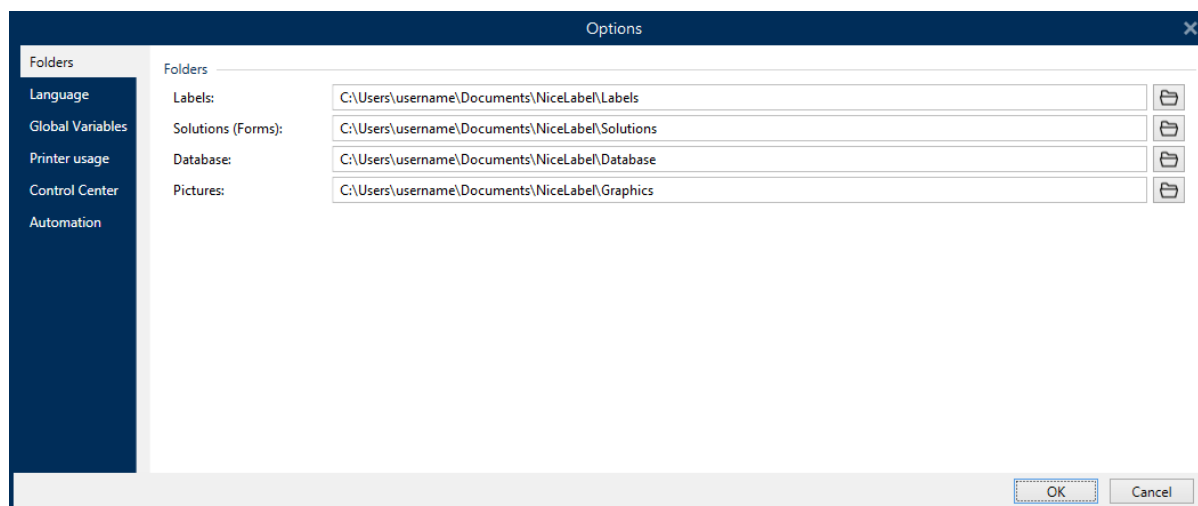 Options
Folders
Language
Global Variables
Printer usage
Control Center
Automation
Folders
Labels: C:\Users\username\Documents\NiceLabel\Labels
Solutions (Forms): C:\Users\username\Documents\NiceLabel\Solutions
Database: C:\Users\username\Documents\NiceLabel\Database
Pictures: C:\Users\username\Documents\NiceLabel\Graphics
OK Cancel